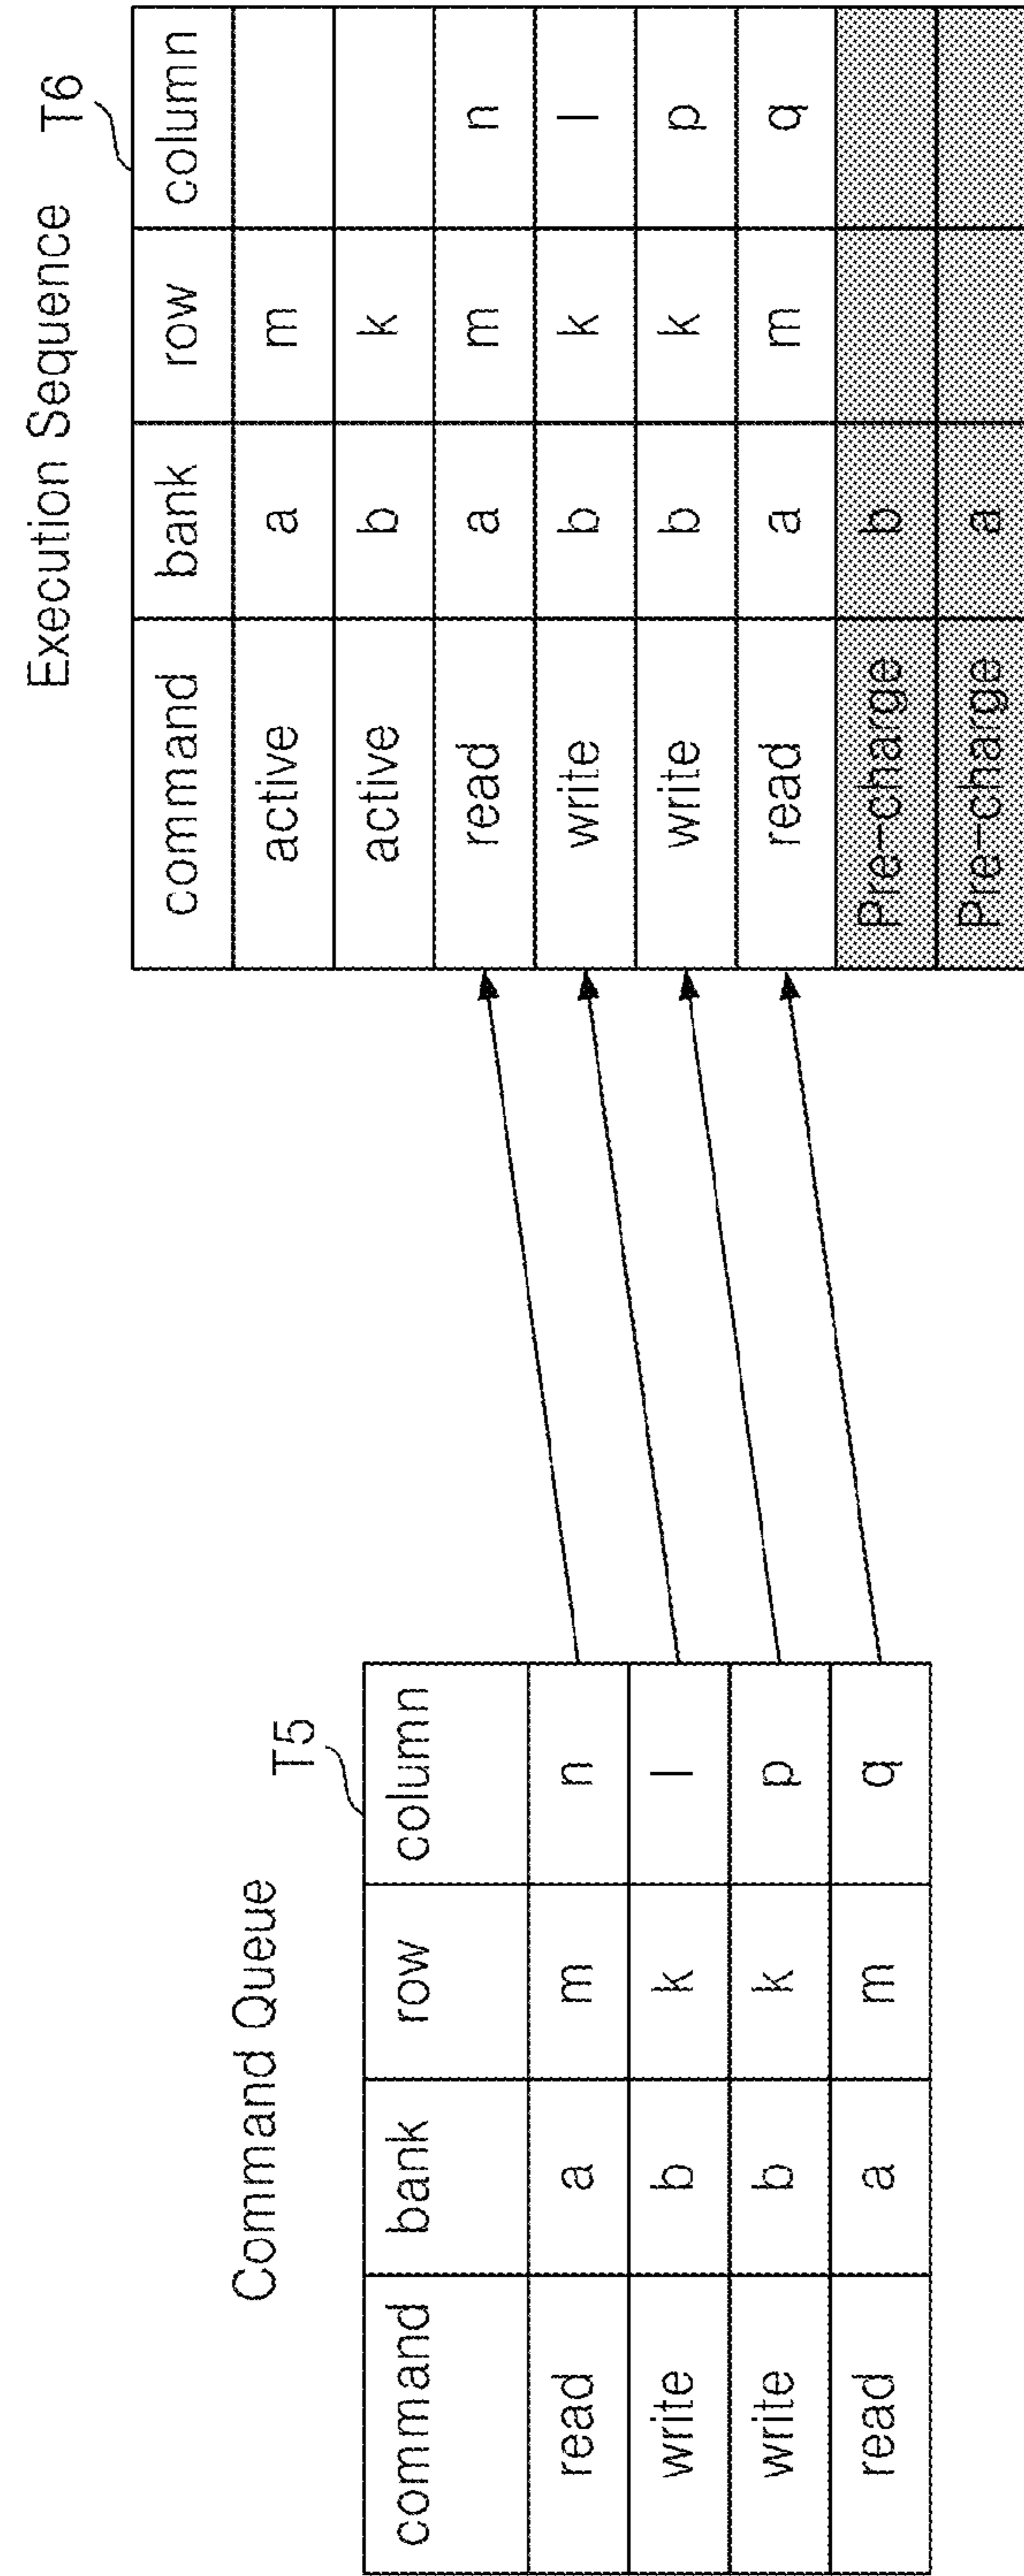 Command Queue
T5
command bank row column
read a m n
write b k l
write b k p
read a m q
Execution Sequence
T6
command bank row column
active a m
active b k
read a m n
write b k l
write b k p
read a m q
Pre-charge b
Pre-charge a